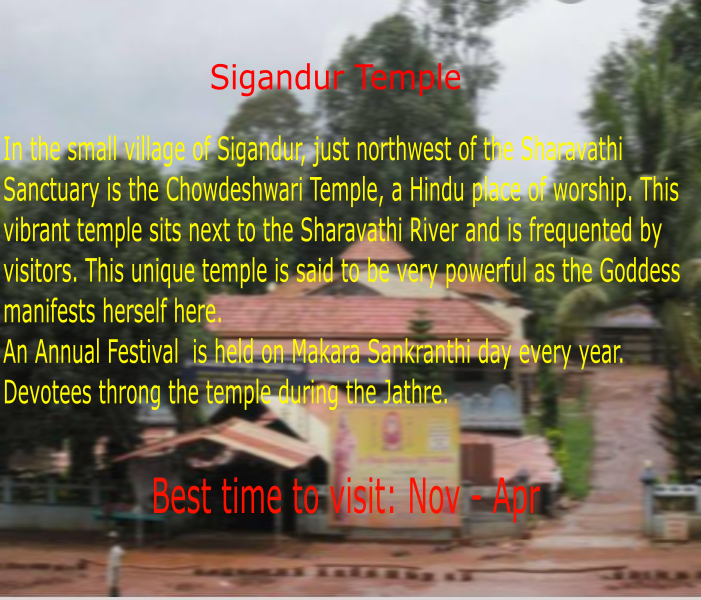 Sigandur Temple
In the small village of Sigandur, just northwest of the Sharavathi
Sanctuary is the Chowdeshwari Temple, a Hindu place of worship. This
vibrant temple sits next to the Sharavathi River and is frequented by
visitors. This unique temple is said to be very powerful as the Goddess
manifests herself here.
An Annual Festival  is held on Makara Sankranthi day every year.
Devotees throng the temple during the Jathre.
Best time to visit: Nov - Apr